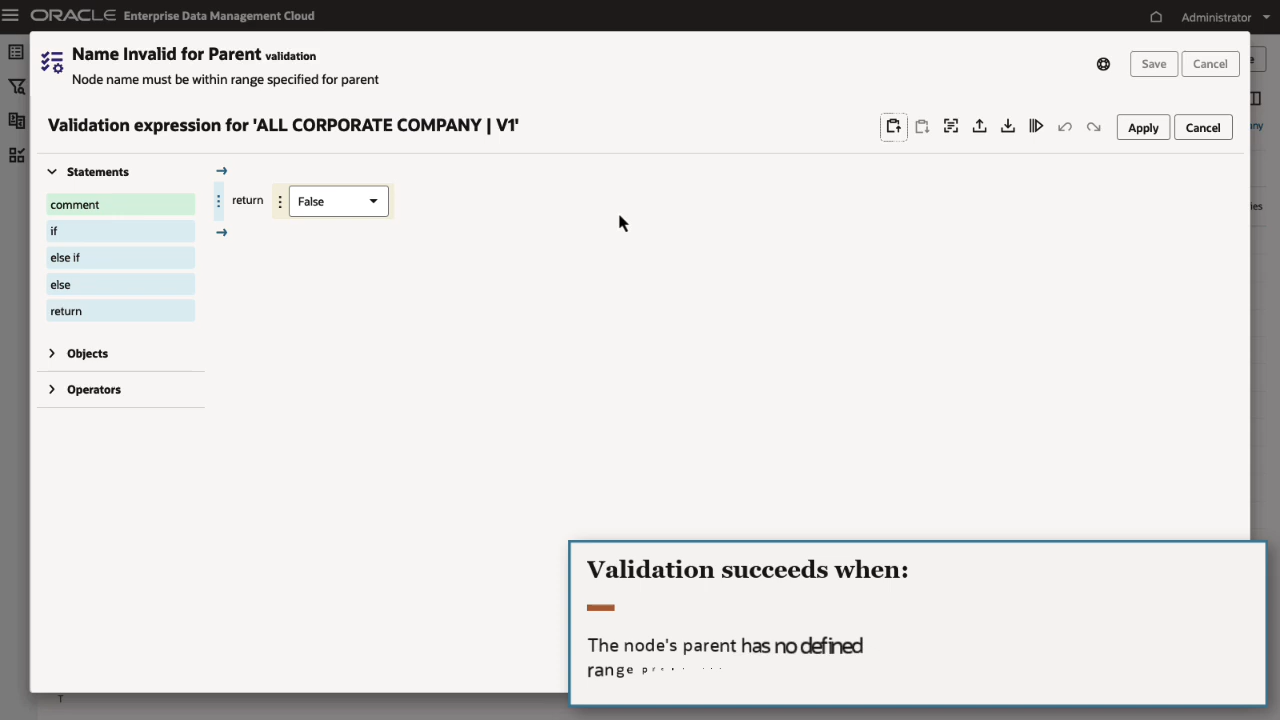 ORACLE Enterprise Data Management Cloud
Administrator
Name Invalid for Parent validation
Node name must be within range specified for parent
Save
Cancel
Validation expression for 'ALL CORPORATE COMPANY | V1'
Apply
Cancel
Statements
comment
if
else if
else
return
Objects
Operators
return
False
Validation succeeds when:
The node's parent has no defined
range